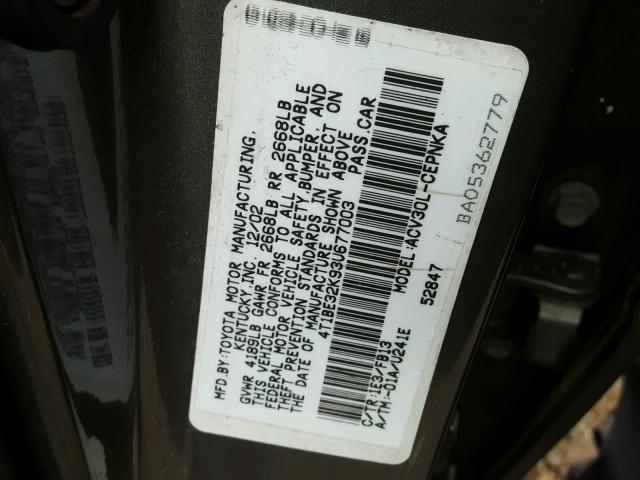 MFD.BY:TOYOTA MOTOR MANUFACTURING,
KENTUCKY,INC. 12/02
GVWR 4189LB GAWR FR 2668LB RR 2668LB
THIS VEHICLE CONFORMS TO ALL APPLICABLE
FEDERAL MOTOR VEHICLE SAFETY,BUMPER, AND
THEFT PREVENTION STANDARDS IN EFFECT ON
THE DATE OF MANUFACTURE SHOWN ABOVE
4T1BE32K93U677003 PASS.CAR
C/TR:1E3/FB13
A/TM:-01A/U241E
MODEL:ACV30L-CEPNKA
52847
BA05362779